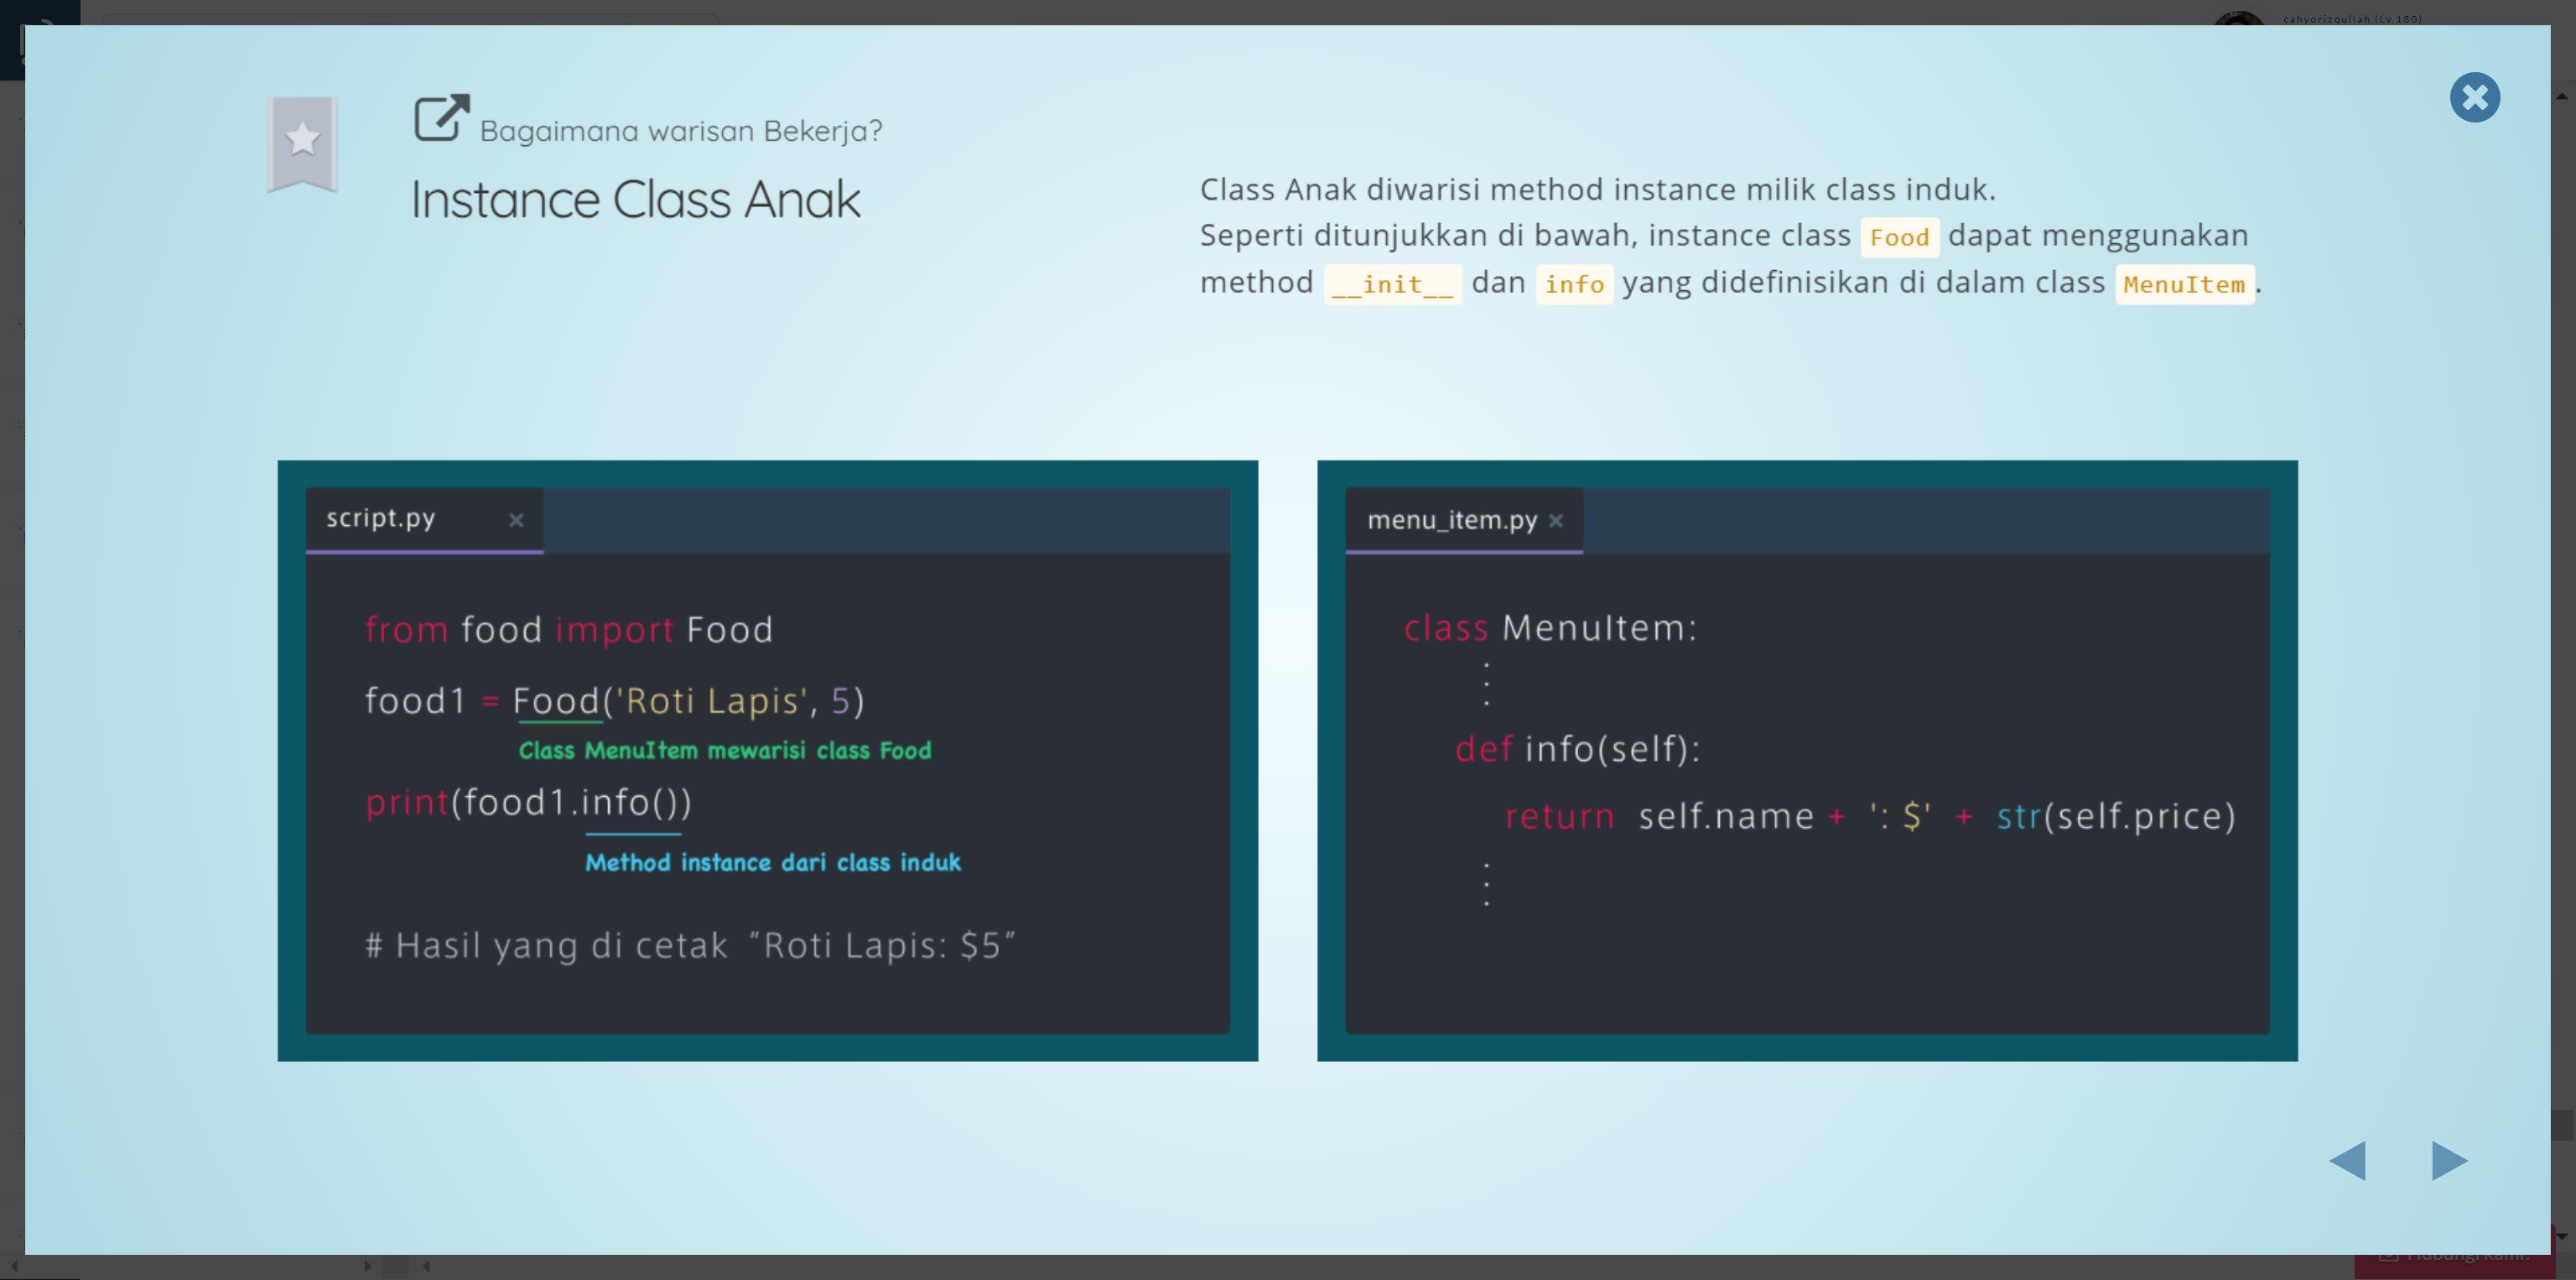 cahyorizqullah (Lv.180)
Bagaimana warisan Bekerja?
Instance Class Anak
Class Anak diwarisi method instance milik class induk.
Seperti ditunjukkan di bawah, instance class Food dapat menggunakan
method __init__ dan info yang didefinisikan di dalam class MenuItem.
script.py
from food import Food
food1 = Food('Roti Lapis', 5)
Class MenuItem mewarisi class Food
print(food1.info())
Method instance dari class induk
# Hasil yang di cetak "Roti Lapis: $5"
menu_item.py
class MenuItem:
def info(self):
return self.name + ': $' + str(self.price)